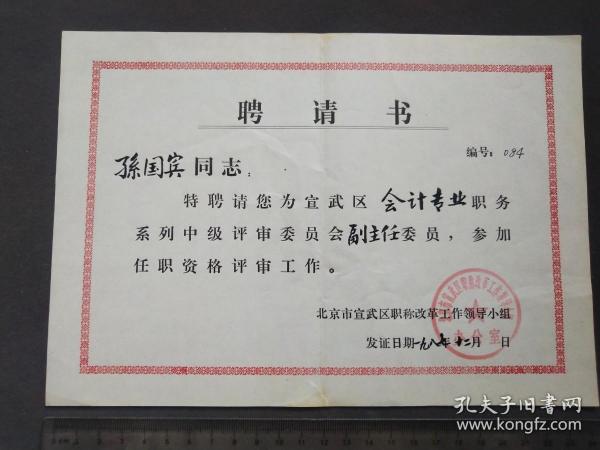 聘请书
编号：084
孫国宾同志：
特聘请您为宣武区会计专业职务
系列中级评审委员会副主任委员，参加
任职资格评审工作。
北京市宣武区职称改革工作领导小组
发证日期一九八七年十二月 日
办公室
孔夫子旧书网
www.kongfz.com